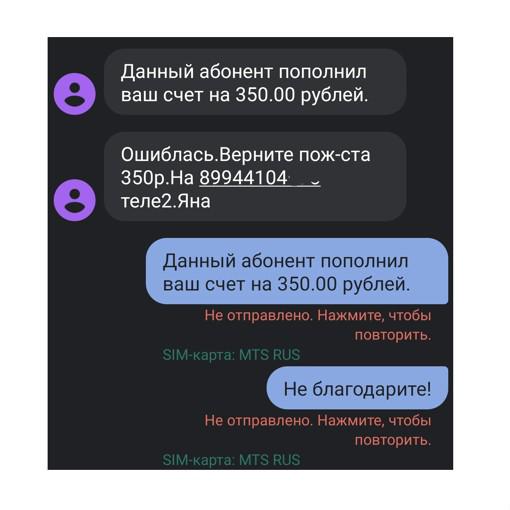 Данный абонент пополнил
ваш счет на 350.00 рублей.
Ошиблась.Верните пож-ста
350р.На 89944104
теле2.Яна
Данный абонент пополнил
ваш счет на 350.00 рублей.
Не отправлено. Нажмите, чтобы
повторить.
SIM-карта: MTS RUS
Не благодарите!
Не отправлено. Нажмите, чтобы
повторить.
SIM-карта: MTS RUS